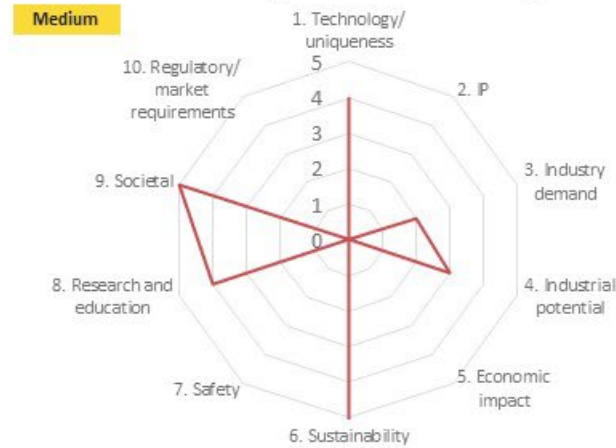 Medium
1. Technology/
uniqueness
2. IP
3. Industry
demand
4. Industrial
potential
5. Economic
impact
6. Sustainability
7. Safety
8. Research and
education
9. Societal
10. Regulatory/
market
requirements
5
4
3
2
1
0